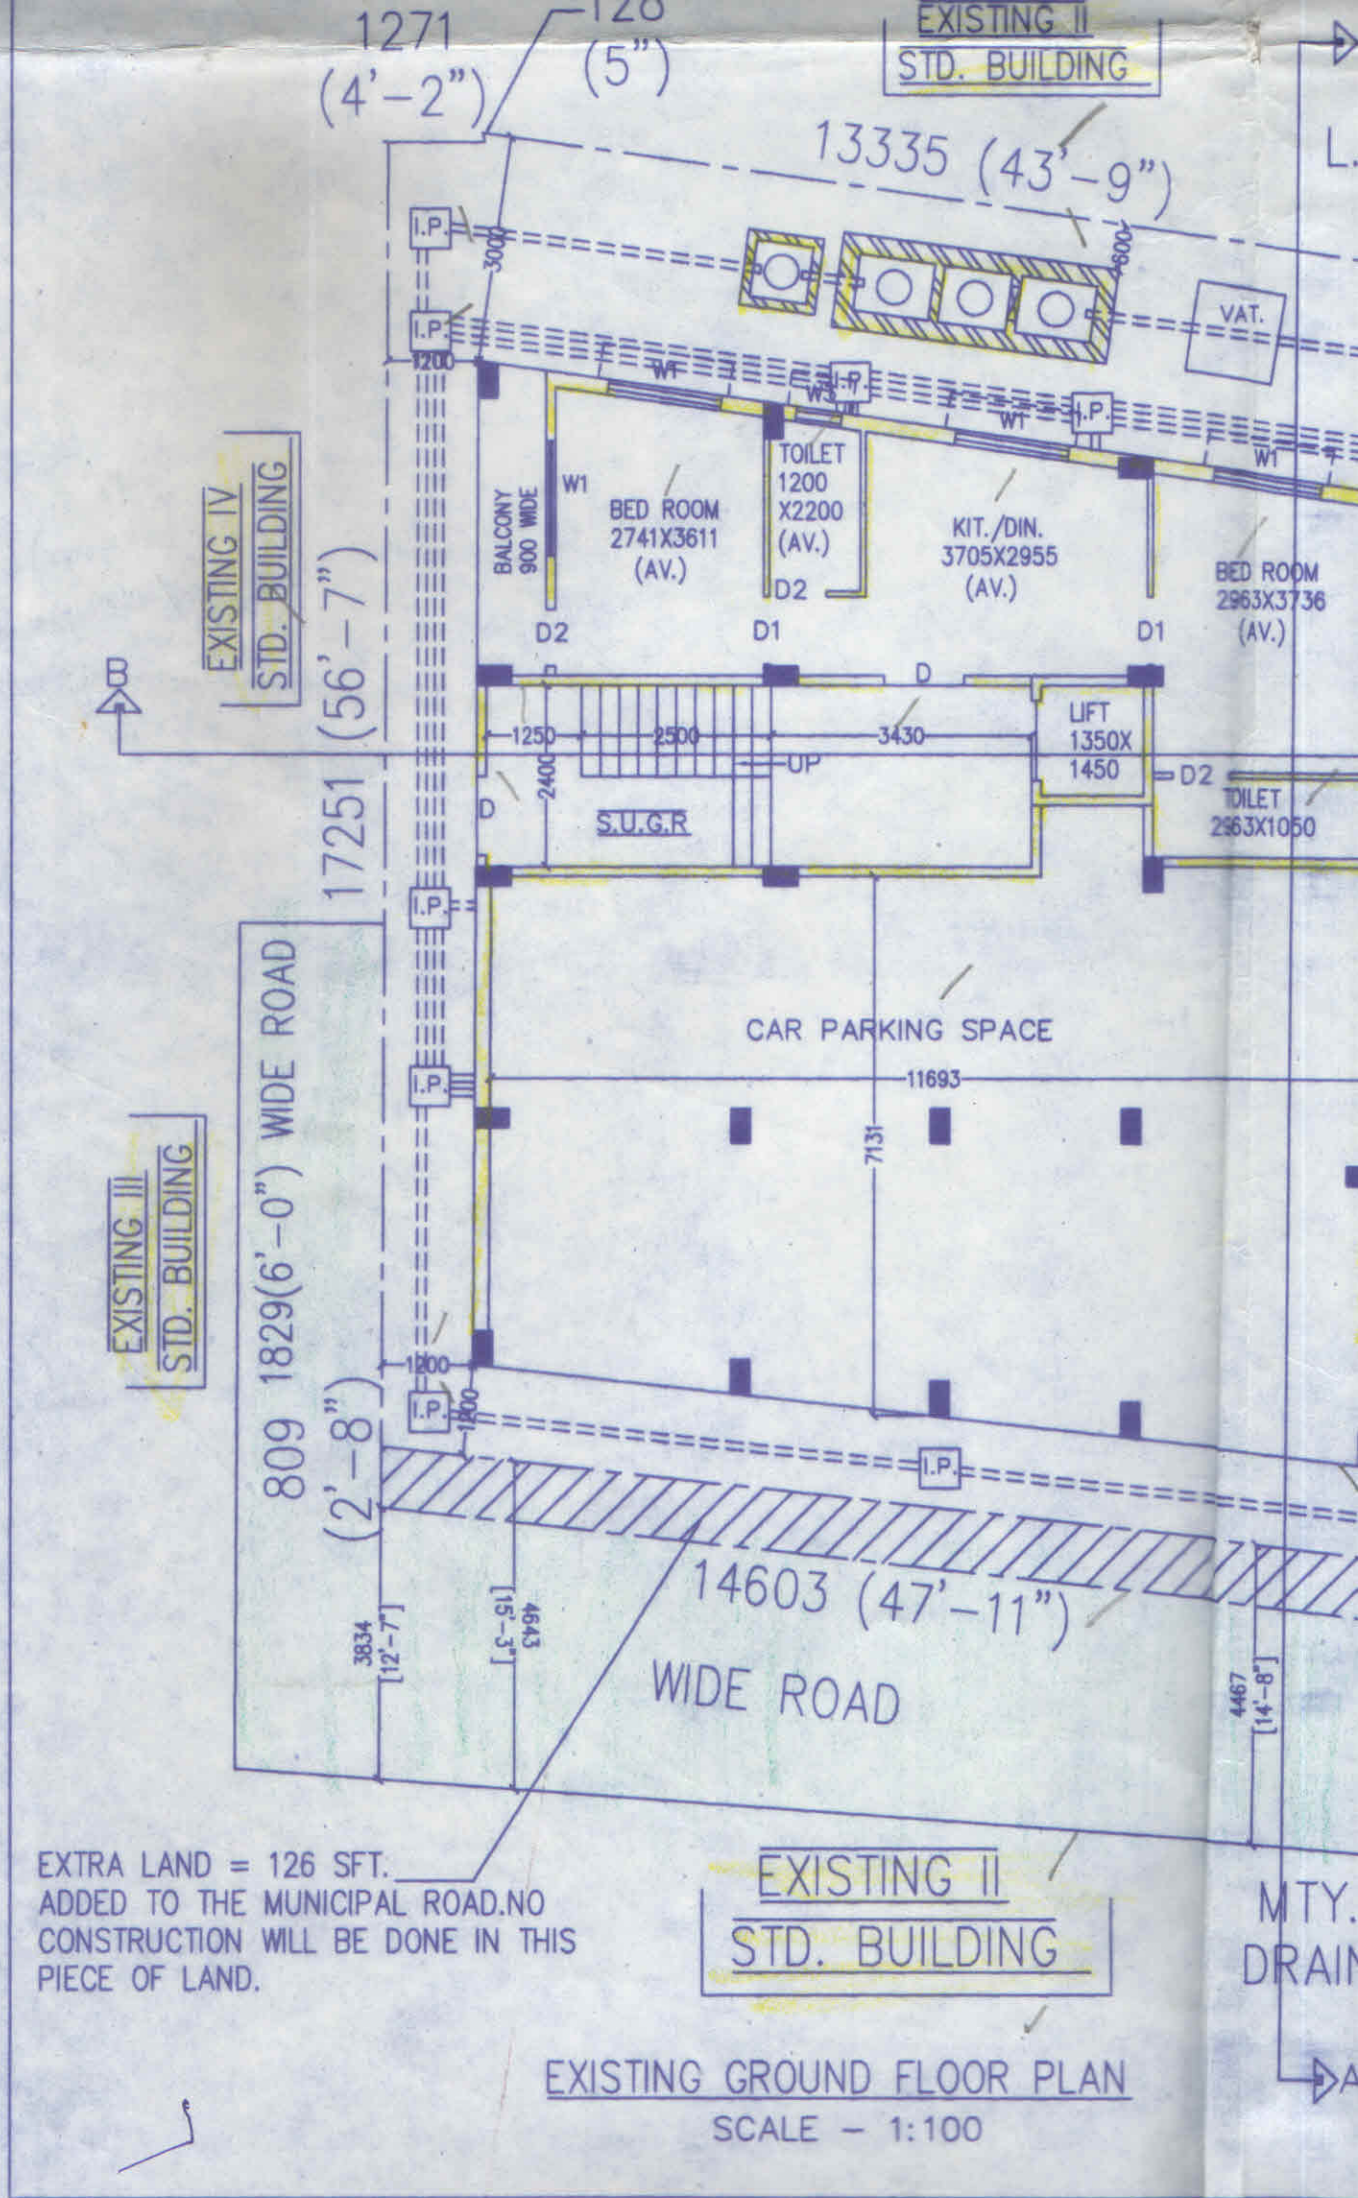 1271
(4'-2")
128
(5")
EXISTING II
STD. BUILDING
13335 (43'-9")
L.
I.P.
3000
600
VAT.
I.P.
1200
W1
W3
I.P.
W1
I.P.
W1
EXISTING IV
STD. BUILDING
17251 (56'-7")
BALCONY
900 WIDE
W1
BED ROOM
2741X3611
(AV.)
TOILET
1200
X2200
(AV.)
D2
KIT./DIN.
3705X2955
(AV.)
BED ROOM
2963X3736
(AV.)
D2
D1
D1
B
D
1250
2500
3430
UP
2400
LIFT
1350X
1450
D2
D
S.U.G.R
TOILET
2963X1050
I.P.
CAR PARKING SPACE
11693
7131
I.P.
EXISTING III
STD. BUILDING
1829(6'-0") WIDE ROAD
809
(2'-8")
1200
1200
I.P.
I.P.
14603 (47'-11")
3834
[12'-7"]
4643
[15'-3"]
4467
[14'-8"]
WIDE ROAD
EXTRA LAND = 126 SFT.
ADDED TO THE MUNICIPAL ROAD.NO
CONSTRUCTION WILL BE DONE IN THIS
PIECE OF LAND.
EXISTING II
STD. BUILDING
MTY.
DRAIN
A
EXISTING GROUND FLOOR PLAN
SCALE - 1:100